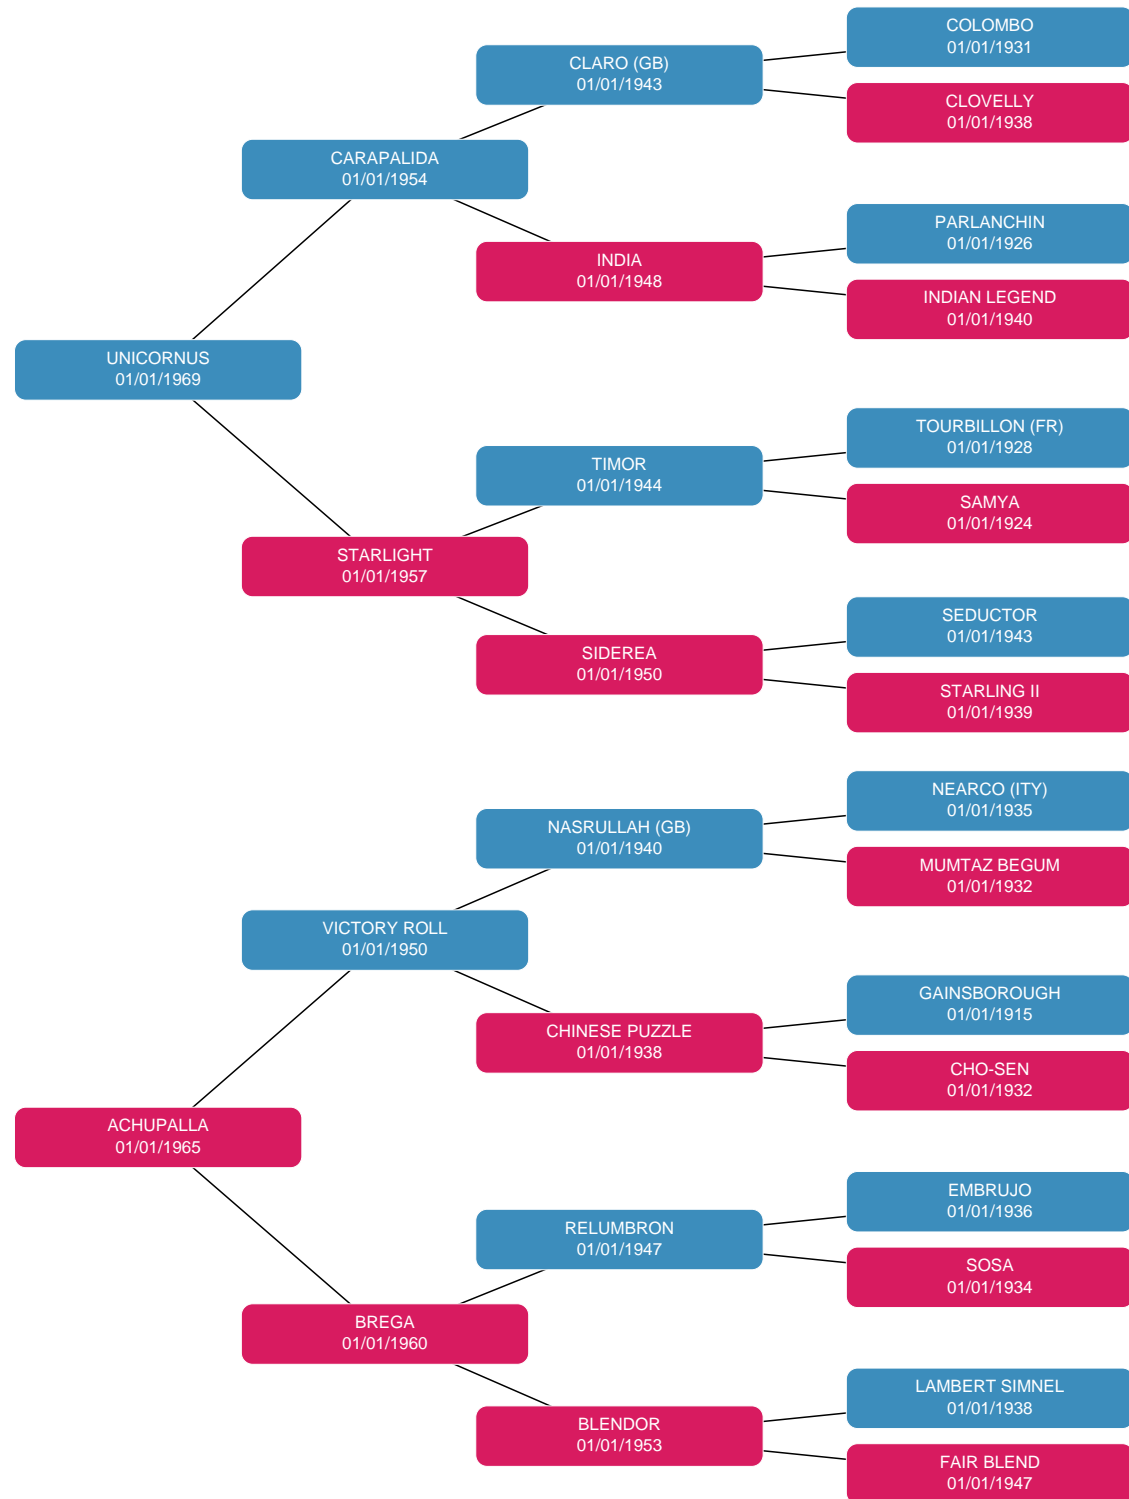 COLOMBO
01/01/1931
CLARO (GB)
01/01/1943
CLOVELLY
01/01/1938
CARAPALIDA
01/01/1954
PARLANCHIN
01/01/1926
INDIA
01/01/1948
INDIAN LEGEND
01/01/1940
UNICORNUS
01/01/1969
TOURBILLON (FR)
01/01/1928
TIMOR
01/01/1944
SAMYA
01/01/1924
STARLIGHT
01/01/1957
SEDUCTOR
01/01/1943
SIDEREA
01/01/1950
STARLING II
01/01/1939
NEARCO (ITY)
01/01/1935
NASRULLAH (GB)
01/01/1940
MUMTAZ BEGUM
01/01/1932
VICTORY ROLL
01/01/1950
GAINSBOROUGH
01/01/1915
CHINESE PUZZLE
01/01/1938
CHO-SEN
01/01/1932
ACHUPALLA
01/01/1965
EMBRUJO
01/01/1936
RELUMBRON
01/01/1947
SOSA
01/01/1934
BREGA
01/01/1960
LAMBERT SIMNEL
01/01/1938
BLENDOR
01/01/1953
FAIR BLEND
01/01/1947